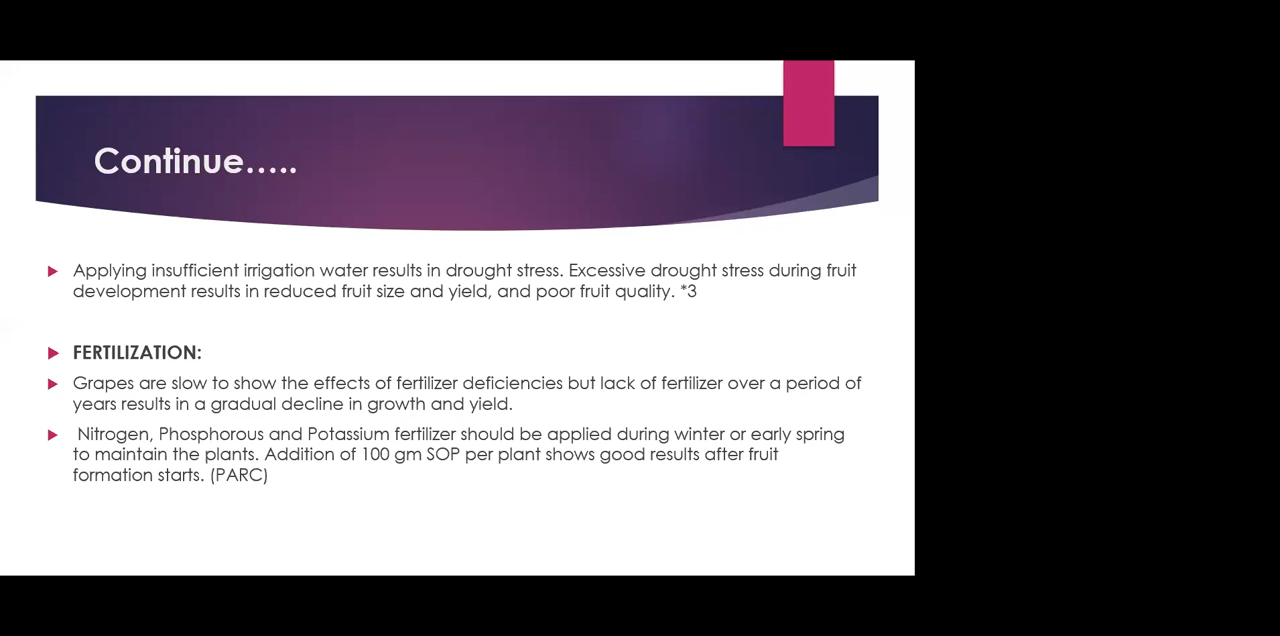 Continue.....
Applying insufficient irrigation water results in drought stress. Excessive drought stress during fruit
development results in reduced fruit size and yield, and poor fruit quality. *3
FERTILIZATION:
Grapes are slow to show the effects of fertilizer deficiencies but lack of fertilizer over a period of
years results in a gradual decline in growth and yield.
Nitrogen, Phosphorous and Potassium fertilizer should be applied during winter or early spring
to maintain the plants. Addition of 100 gm SOP per plant shows good results after fruit
formation starts. (PARC)